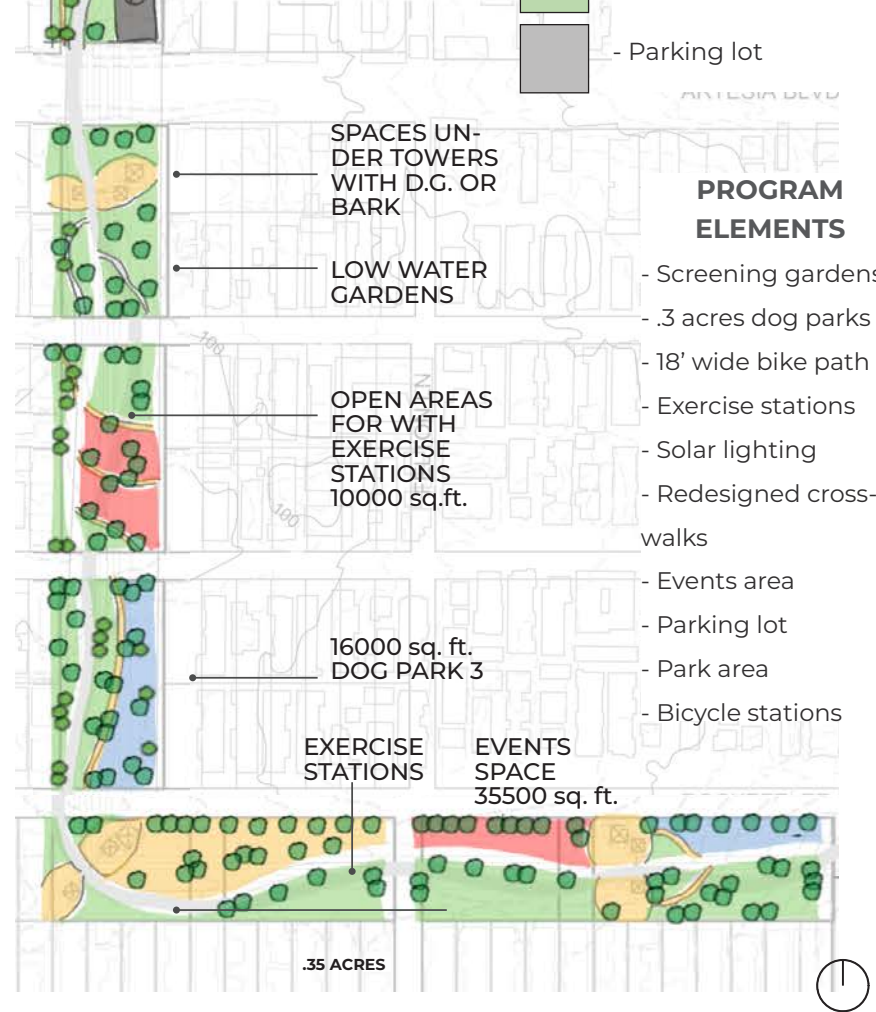 - Parking lot
ARTESIA BLVD
SPACES UN-
DER TOWERS
WITH D.G. OR
BARK
LOW WATER
GARDENS
100
OPEN AREAS
FOR WITH
EXERCISE
STATIONS
10000 sq.ft.
100
16000 sq. ft.
DOG PARK 3
EXERCISE
STATIONS
EVENTS
SPACE
35500 sq. ft.
.35 ACRES
PROGRAM
ELEMENTS
- Screening gardens
- .3 acres dog parks
- 18' wide bike path
- Exercise stations
- Solar lighting
- Redesigned cross-
walks
- Events area
- Parking lot
- Park area
- Bicycle stations